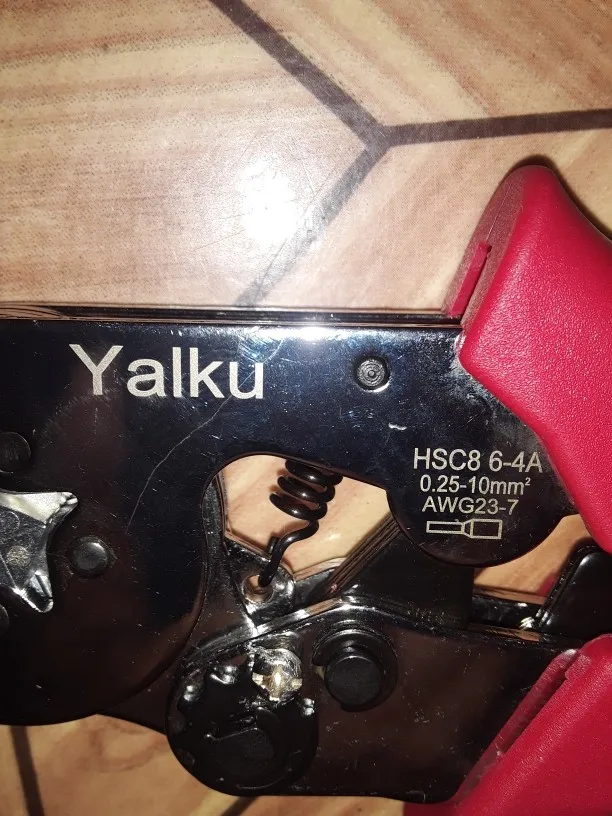 Yalku
HSC8 6-4A
0.25-10mm²
AWG23-7